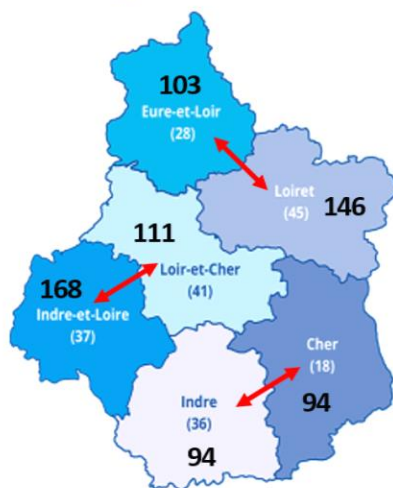 103
Eure-et-Loir
(28)
Loiret
(45)
146
111
Loir-et-Cher
(41)
168
Indre-et-Loire
(37)
Cher
(18)
94
Indre
(36)
94